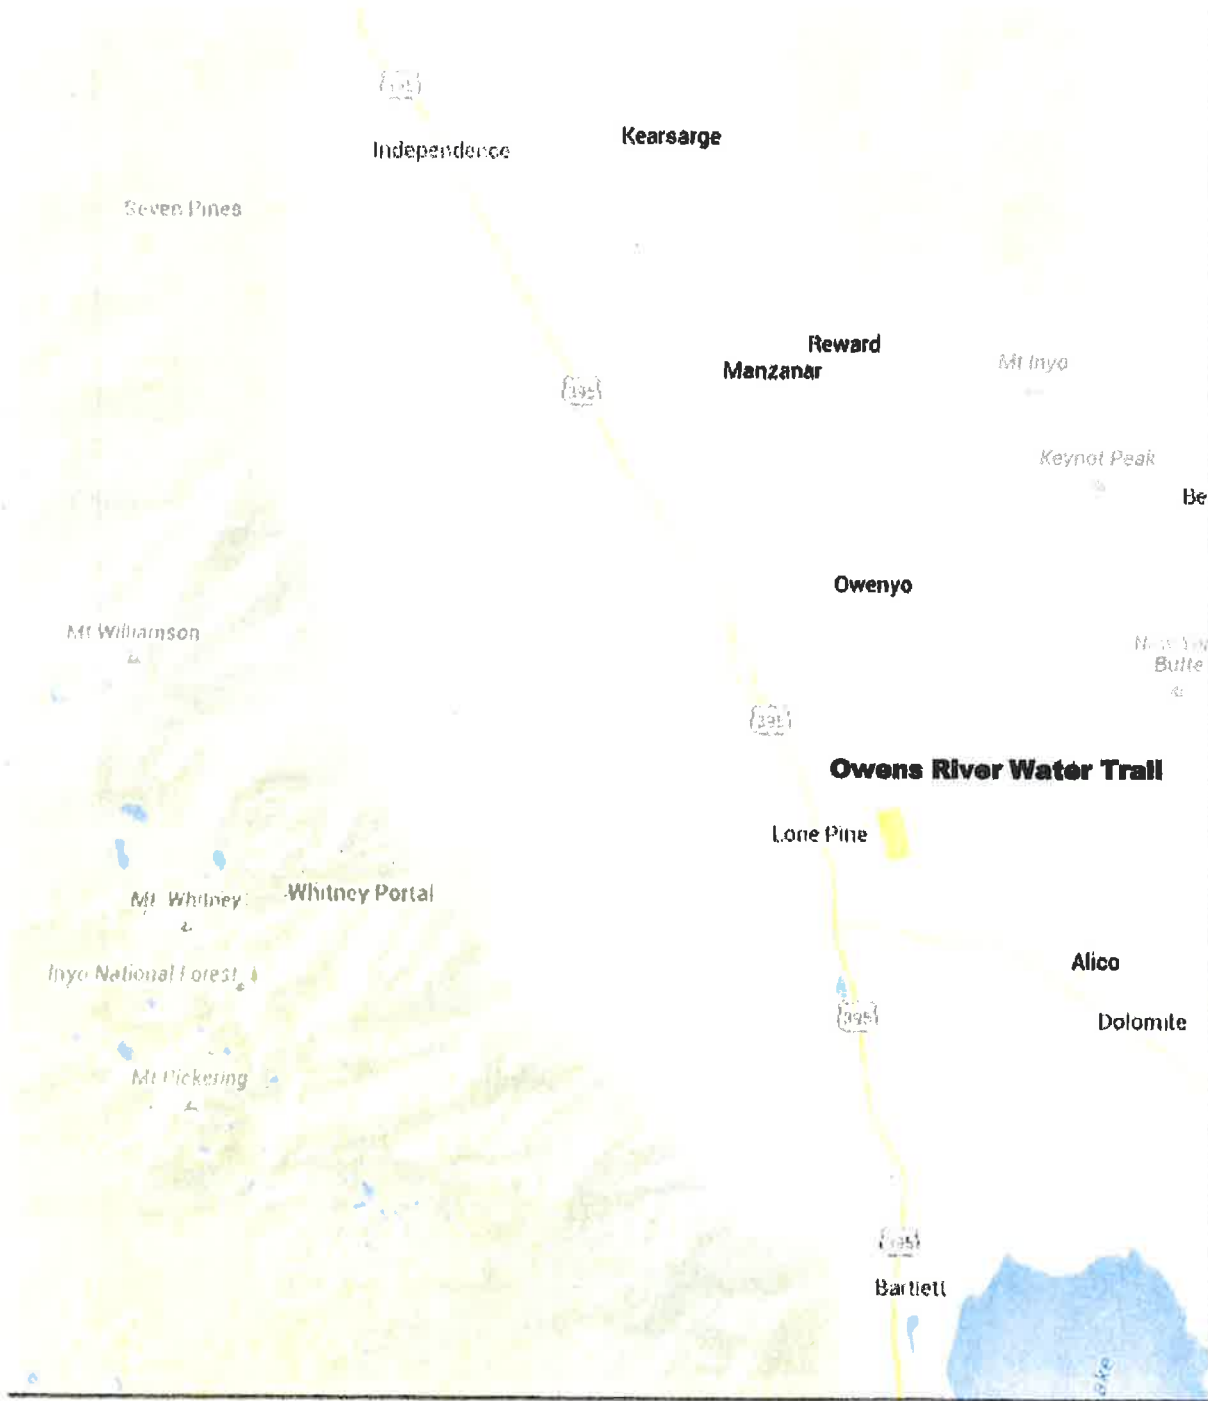 Independence
Kearsarge
Seven Pines
Reward
Manzanar
Mt Inyo
395
Keynot Peak
Be
Owenyo
Mt Williamson
Butte
395
Owens River Water Trail
Lone Pine
Mt Whitney
Whitney Portal
Inyo National Forest
Alico
395
Dolomite
Mt Pickering
395
Bartlett
ake